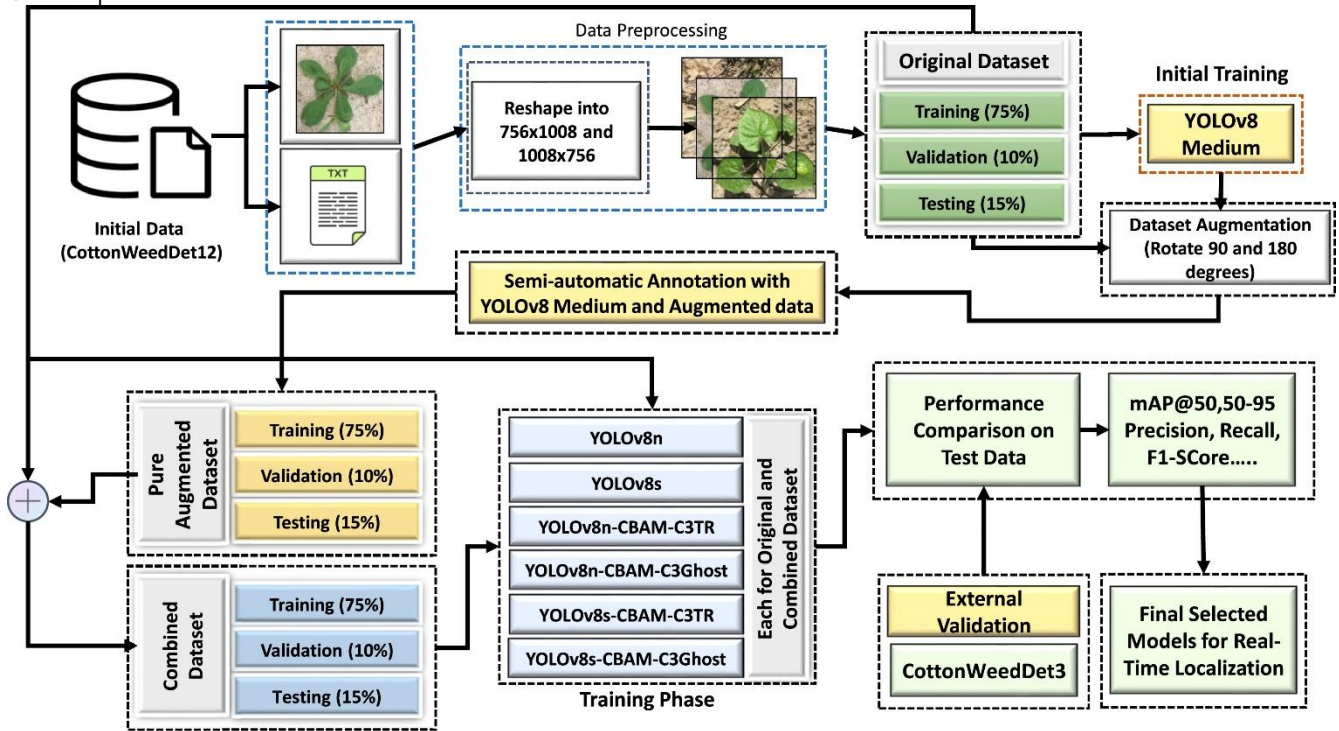 Data Preprocessing
Initial Data
(CottonWeedDet12)
TXT
Reshape into
756x1008 and
1008x756
Original Dataset
Training (75%)
Validation (10%)
Testing (15%)
Initial Training
YOLOv8
Medium
Dataset Augmentation
(Rotate 90 and 180
degrees)
Semi-automatic Annotation with
YOLOv8 Medium and Augmented data
Pure
Augmented
Dataset
Training (75%)
Validation (10%)
Testing (15%)
Combined
Dataset
Training (75%)
Validation (10%)
Testing (15%)
YOLOv8n
YOLOv8s
YOLOv8n-CBAM-C3TR
YOLOv8n-CBAM-C3Ghost
YOLOv8s-CBAM-C3TR
YOLOv8s-CBAM-C3Ghost
Each for Original and
Combined Dataset
Training Phase
Performance
Comparison on
Test Data
mAP@50,50-95
Precision, Recall,
F1-SCore.....
External
Validation
CottonWeedDet3
Final Selected
Models for Real-
Time Localization